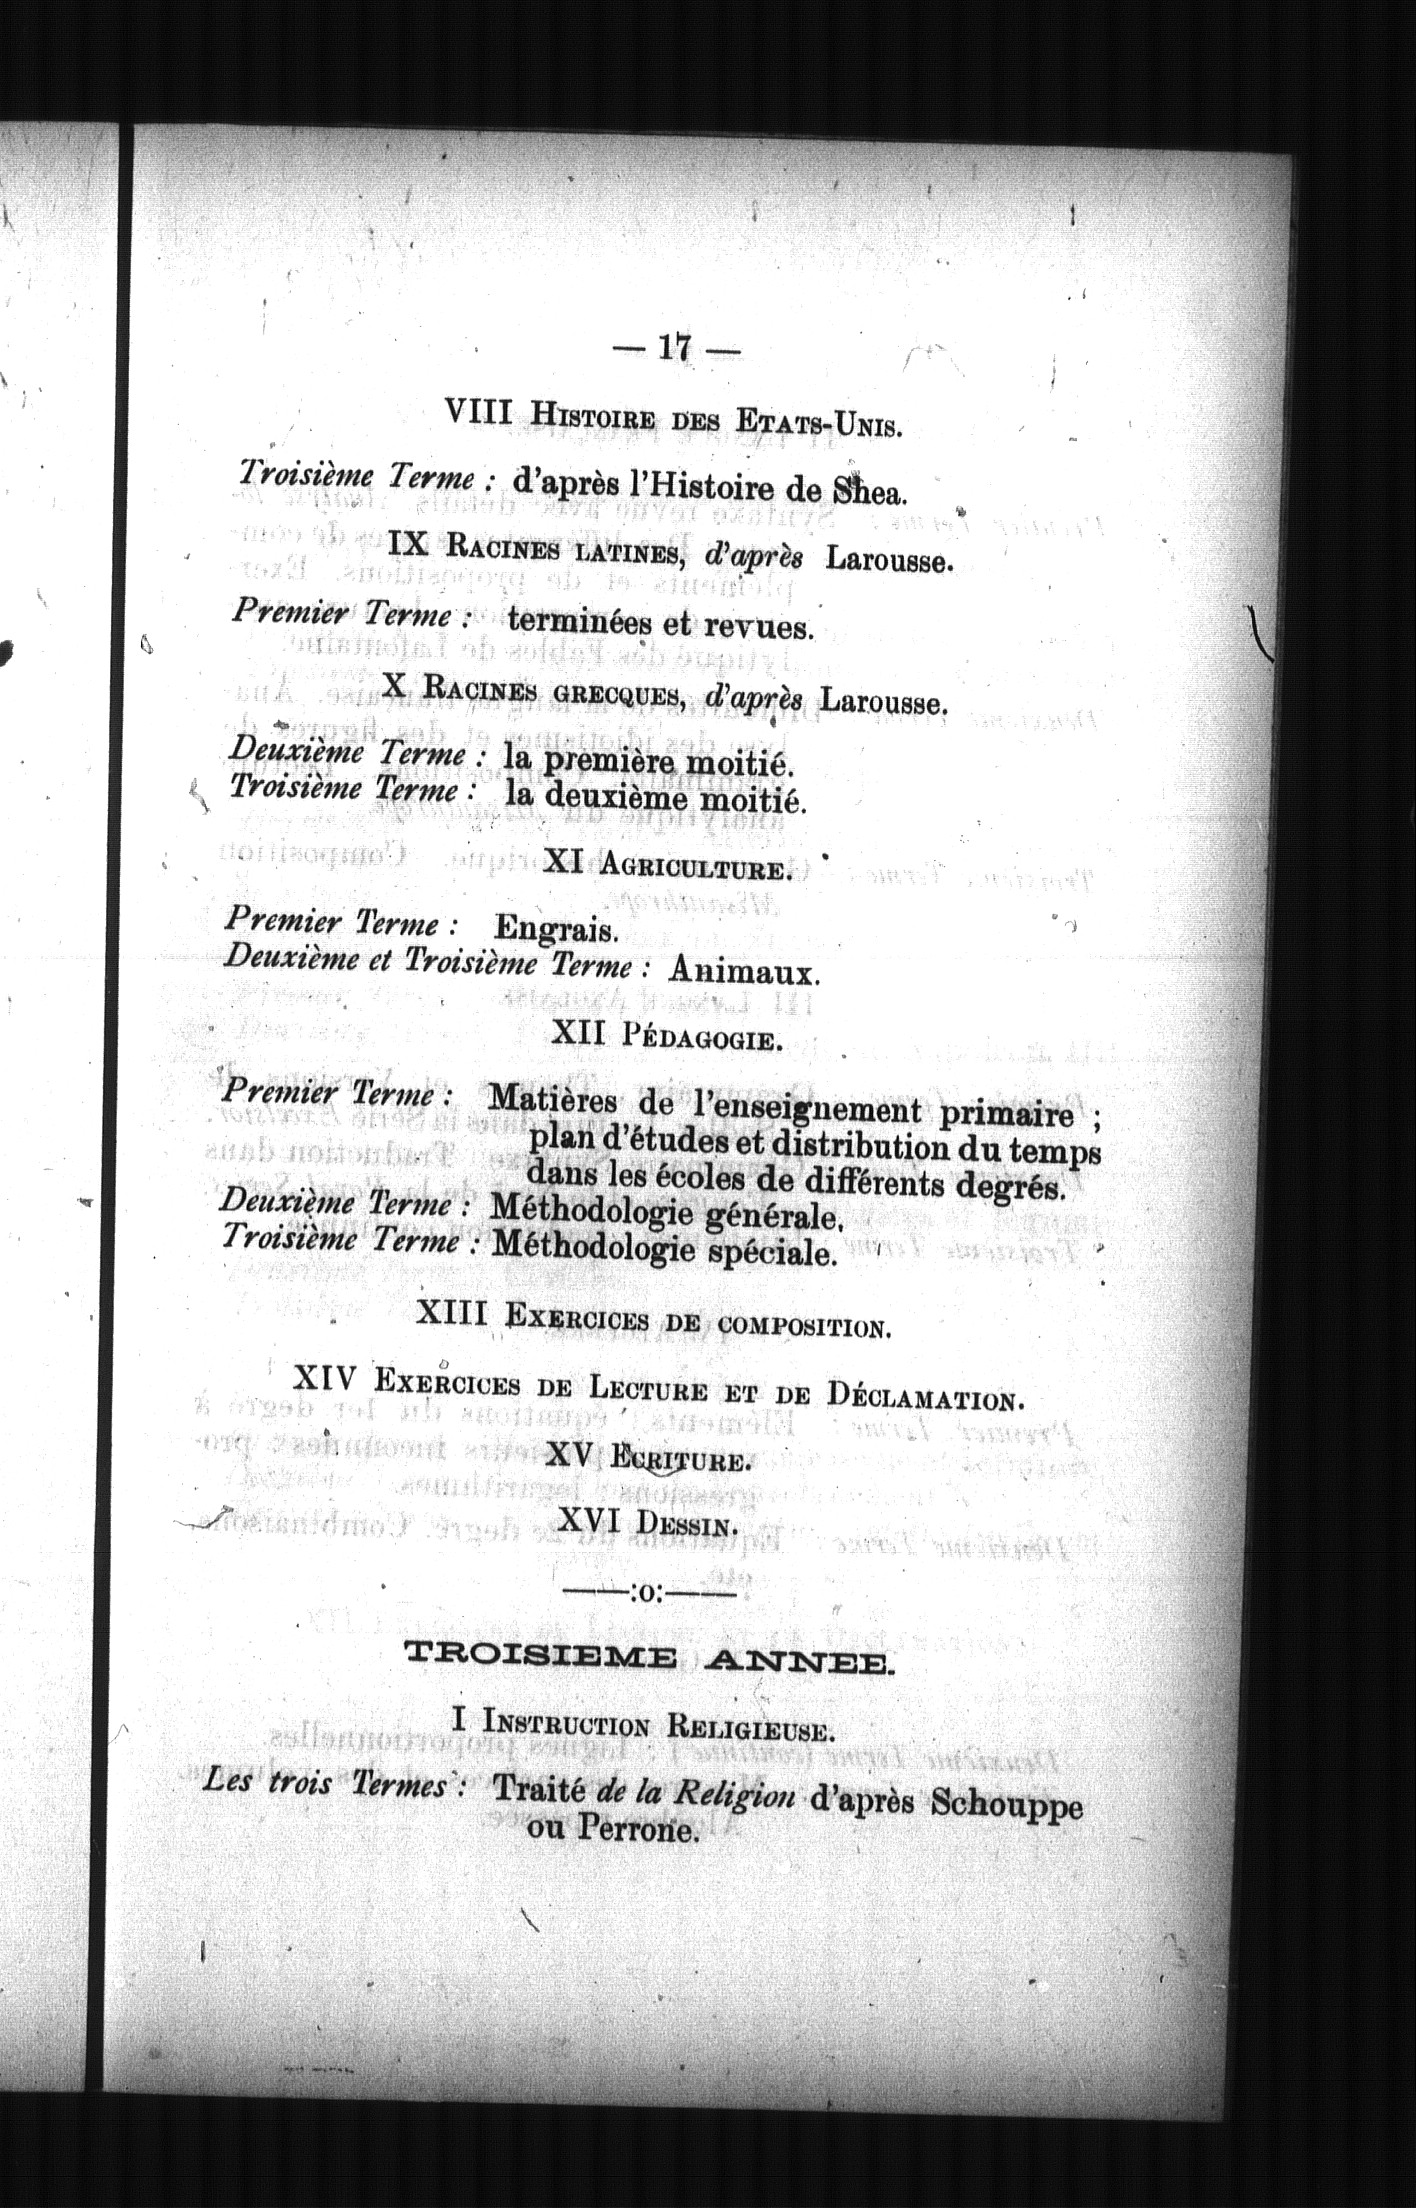 — 17 —
VIII HISTOIRE DES ETATS-UNIS.
Troisième Terme : d'après l'Histoire de Shea.
IX RACINES LATINES, d'après Larousse.
Premier Terme : terminées et revues.
X RACINES GRECQUES, d'après Larousse.
Deuxième Terme : la première moitié.
Troisième Terme : la deuxième moitié.
XI AGRICULTURE.
Premier Terme : Engrais.
Deuxième et Troisième Terme : Animaux.
XII PÉDAGOGIE.
Premier Terme : Matières de l'enseignement primaire ;
plan d'études et distribution du temps
dans les écoles de différents degrés.
Deuxième Terme : Méthodologie générale.
Troisième Terme : Méthodologie spéciale.
XIII EXERCICES DE COMPOSITION.
XIV EXERCICES DE LECTURE ET DE DÉCLAMATION.
XV ECRITURE.
XVI DESSIN.
——:o:——
TROISIEME ANNEE.
I INSTRUCTION RELIGIEUSE.
Les trois Termes : Traité de la Religion d'après Schouppe
ou Perrone.